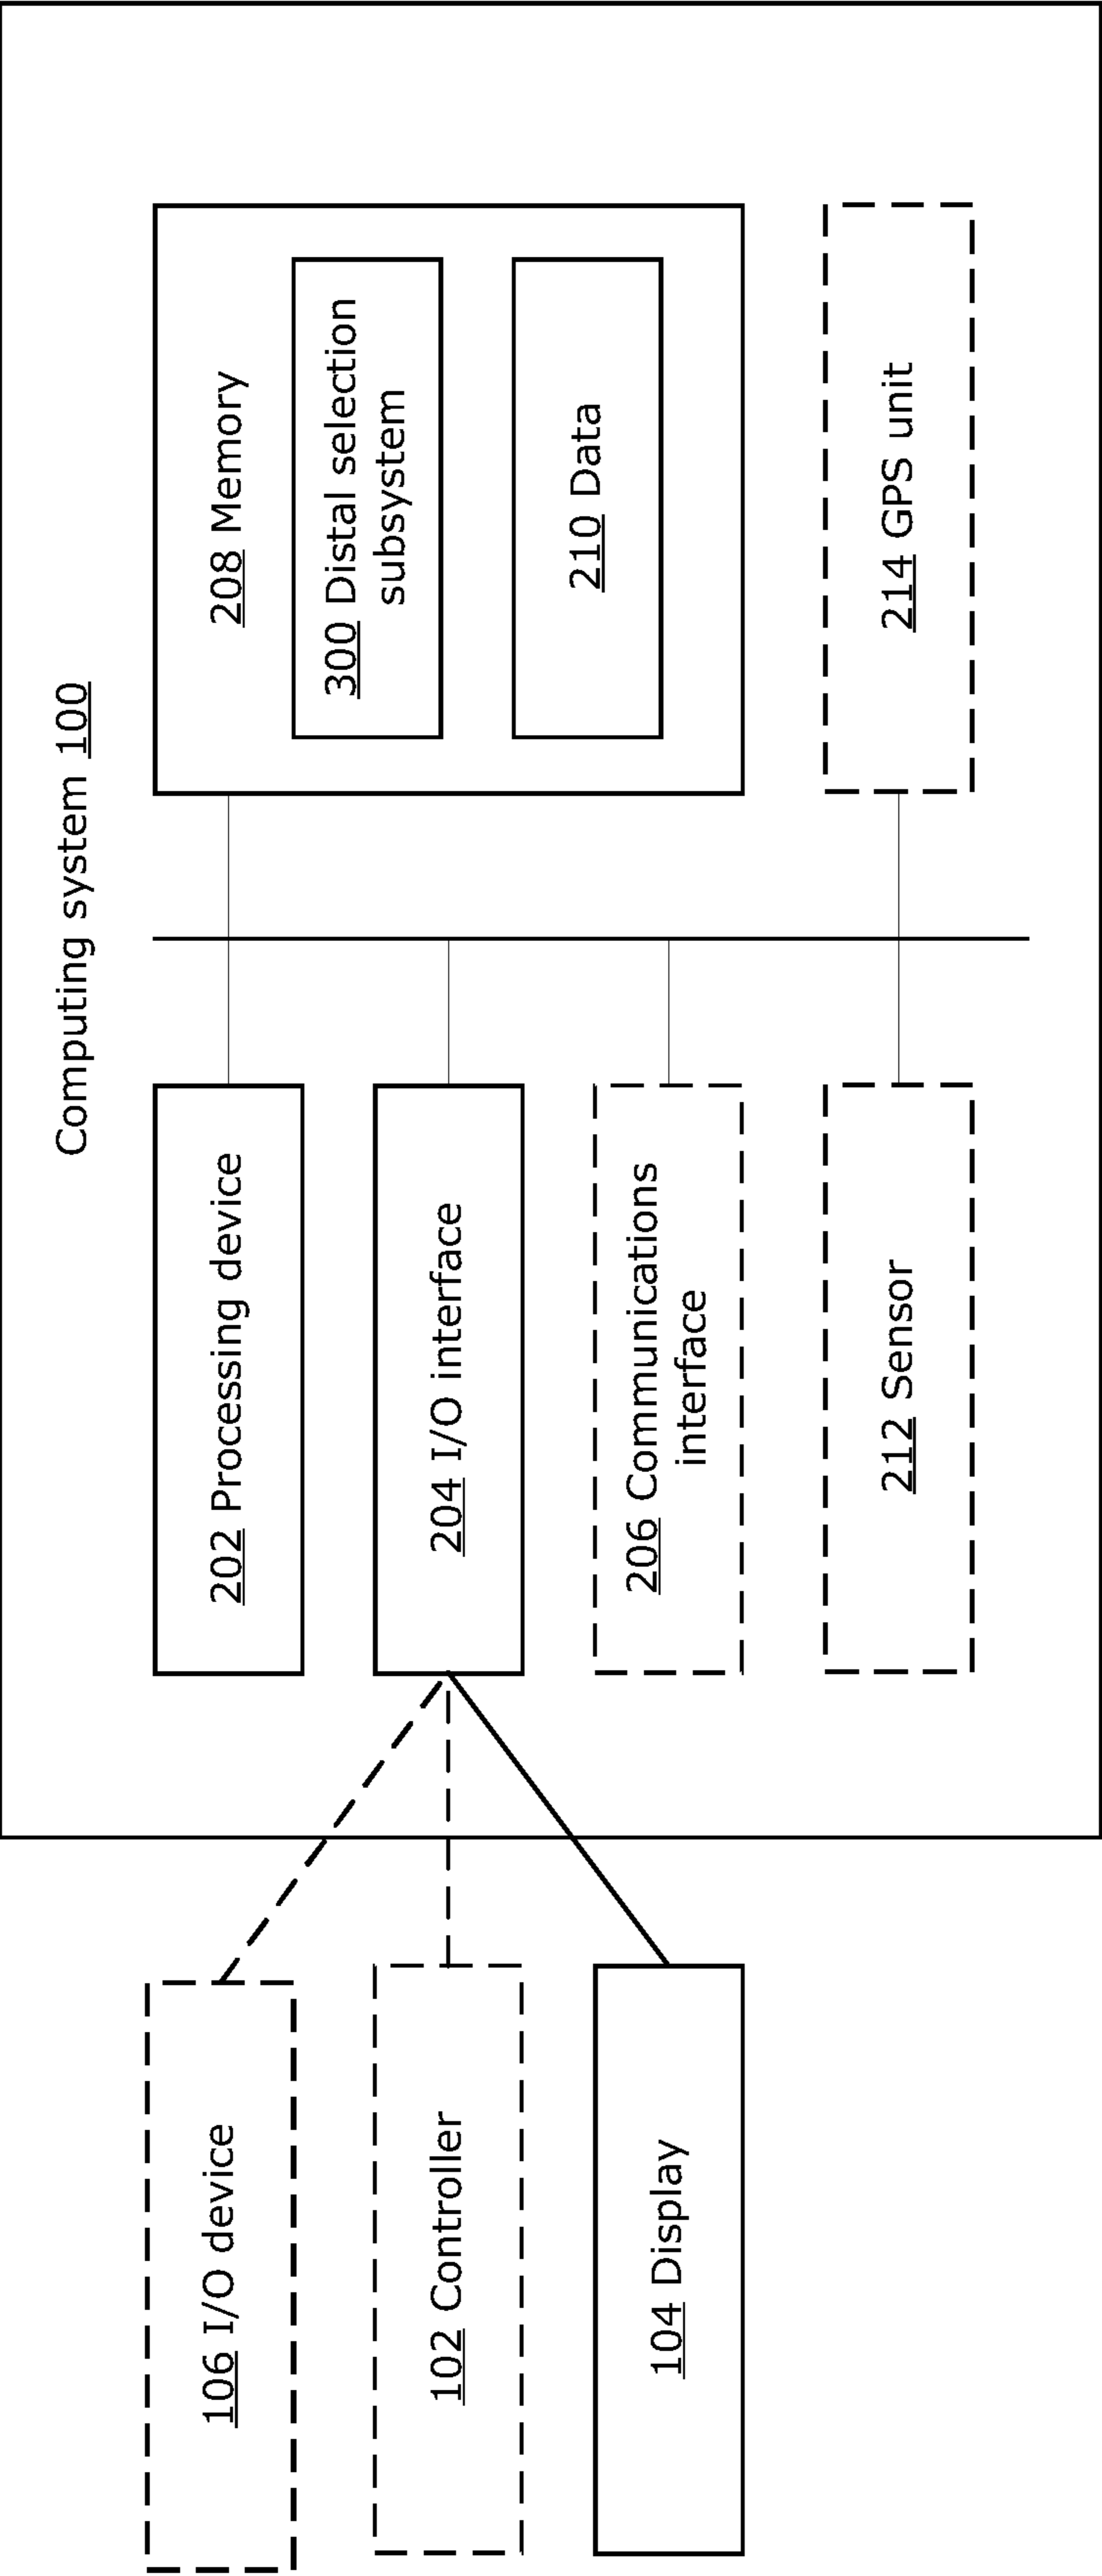 Computing system 100
106 I/O device
202 Processing device
208 Memory
300 Distal selection
subsystem
102 Controller
204 I/O interface
210 Data
104 Display
206 Communications
interface
212 Sensor
214 GPS unit